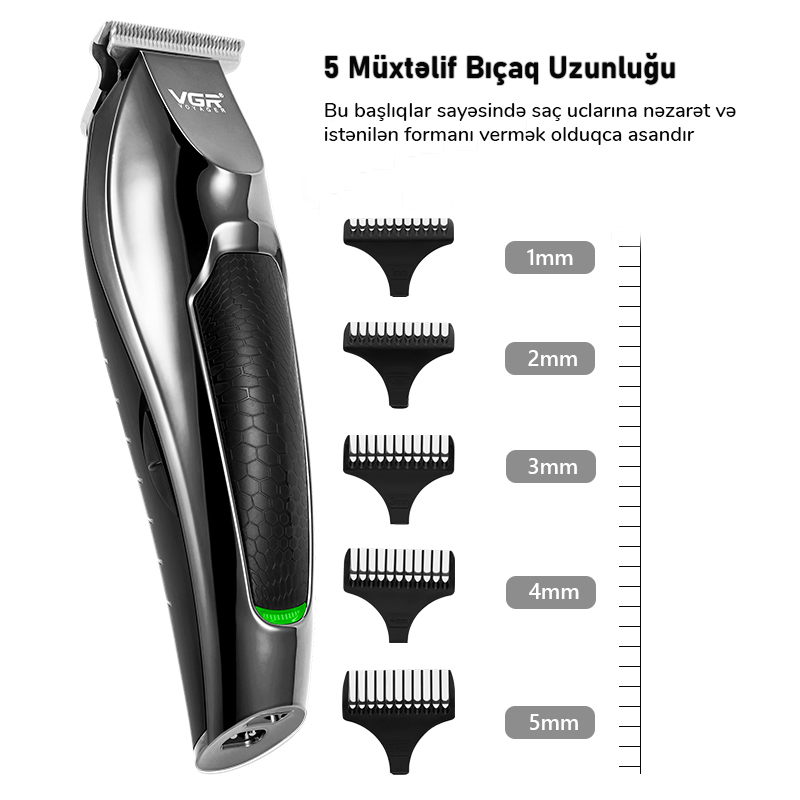 5 Müxtəlif Bıçaq Uzunluğu
Bu başlıqlar sayəsində saç uclarına nəzarət və
istənilən formanı vermək olduqca asandır
VGR
VOYAGER
1mm
2mm
3mm
4mm
5mm